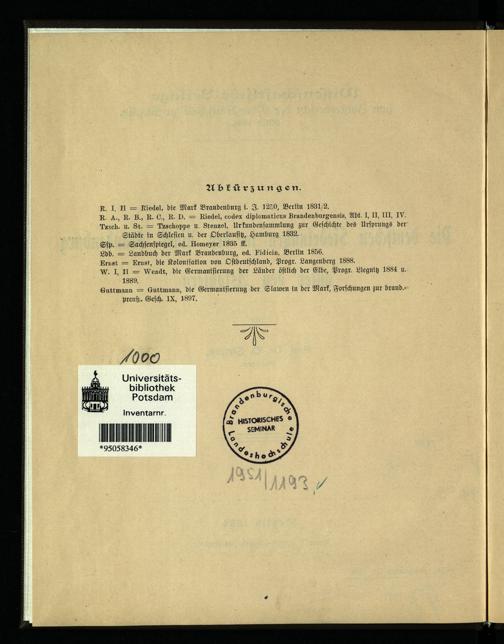 Abkürzungen.
R. I, II = Riedel, die Mark Brandenburg i. J. 1250, Berlin 1831/2.
R. A., R. B., R. C., R. D. = Riedel, codex diplomaticus Brandenburgensis, Abt. I, II, III, IV.
Tzsch. u. St. = Tzschoppe u. Stenzel, Urkundensammlung zur Geschichte des Ursprungs der
Städte in Schlesien u. der Oberlausitz, Hamburg 1832.
Ssp. = Sachsenspiegel, ed. Homeyer 1835 ff.
Ldb. = Landbuch der Mark Brandenburg, ed. Fidicin, Berlin 1856.
Ernst = Ernst, die Kolonisation von Ostdeutschland, Progr. Langenberg 1888.
W. I, II = Wendt, die Germanisierung der Länder östlich der Elbe, Progr. Liegnitz 1884 u.
1889.
Guttmann = Guttmann, die Germanisierung der Slawen in der Mark, Forschungen zur brand.-
preuß. Gesch. IX, 1897.
1000
Universitäts-
bibliothek
Potsdam
Inventarnr.
*95058346*
Brandenburgische
HISTORISCHES
SEMINAR
Landeshochschule
1951/1193